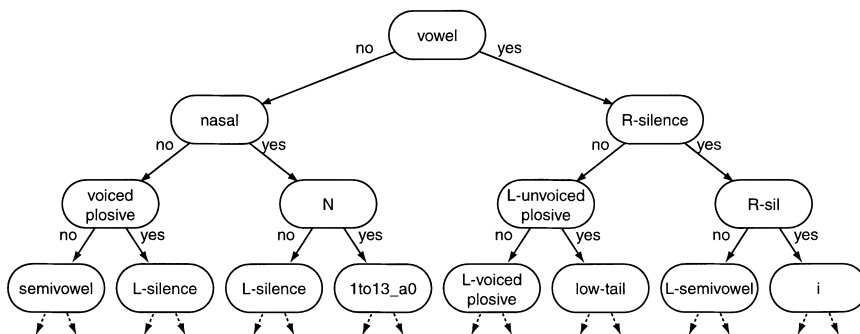 vowel
no
yes
nasal
R-silence
no
yes
no
yes
voiced
plosive
N
L-unvoiced
plosive
R-sil
no
yes
no
yes
no
yes
no
yes
semivowel
L-silence
L-silence
1to13_a0
L-voiced
plosive
low-tail
L-semivowel
i